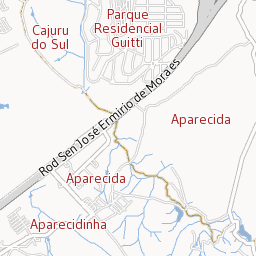 Parque
Residencial
Guitti
Cajuru
do Sul
Rod Sen José Ermírio de Moraes
Aparecida
Aparecida
Aparecidinha